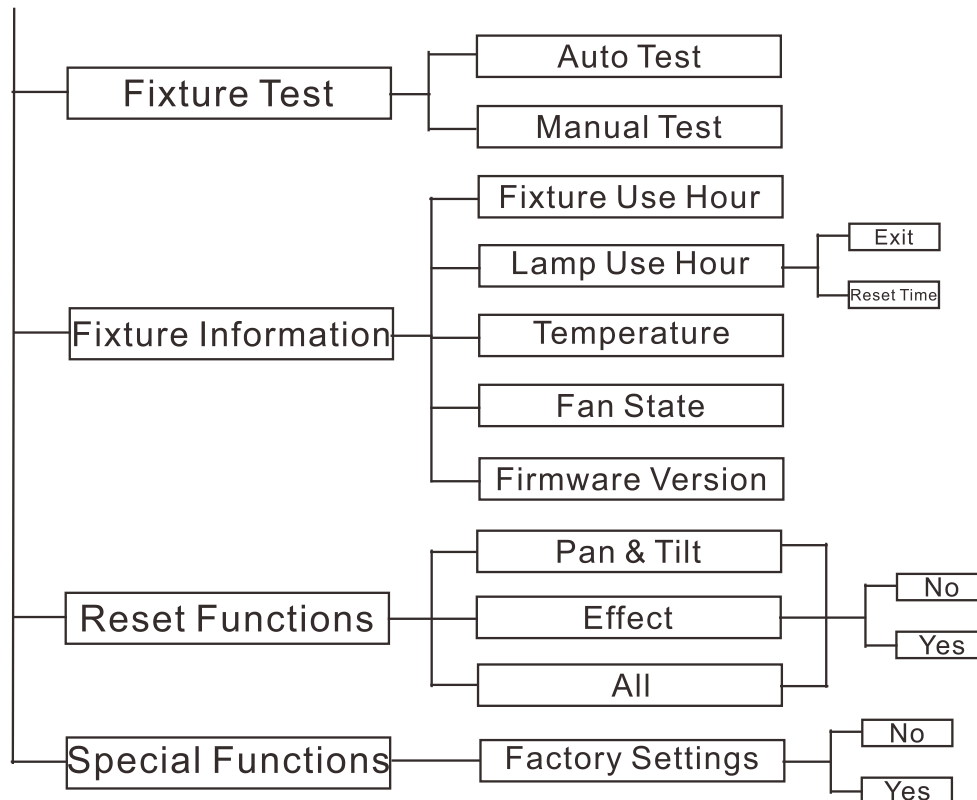 Fixture Test
Auto Test
Manual Test
Fixture Information
Fixture Use Hour
Lamp Use Hour
Exit
Reset Time
Temperature
Fan State
Firmware Version
Reset Functions
Pan & Tilt
Effect
All
No
Yes
Special Functions
Factory Settings
No
Yes